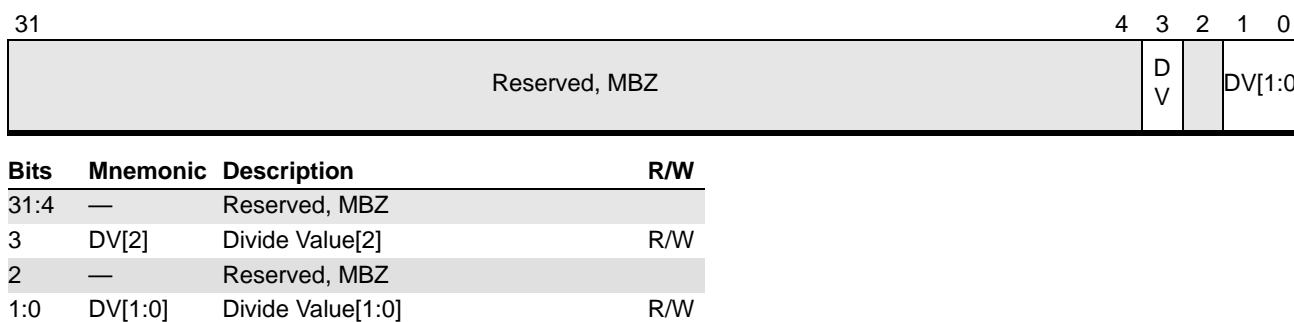 31 4 3 2 1 0
Reserved, MBZ
D
V
DV[1:0
Bits Mnemonic Description R/W
31:4 — Reserved, MBZ
3 DV[2] Divide Value[2] R/W
2 — Reserved, MBZ
1:0 DV[1:0] Divide Value[1:0] R/W